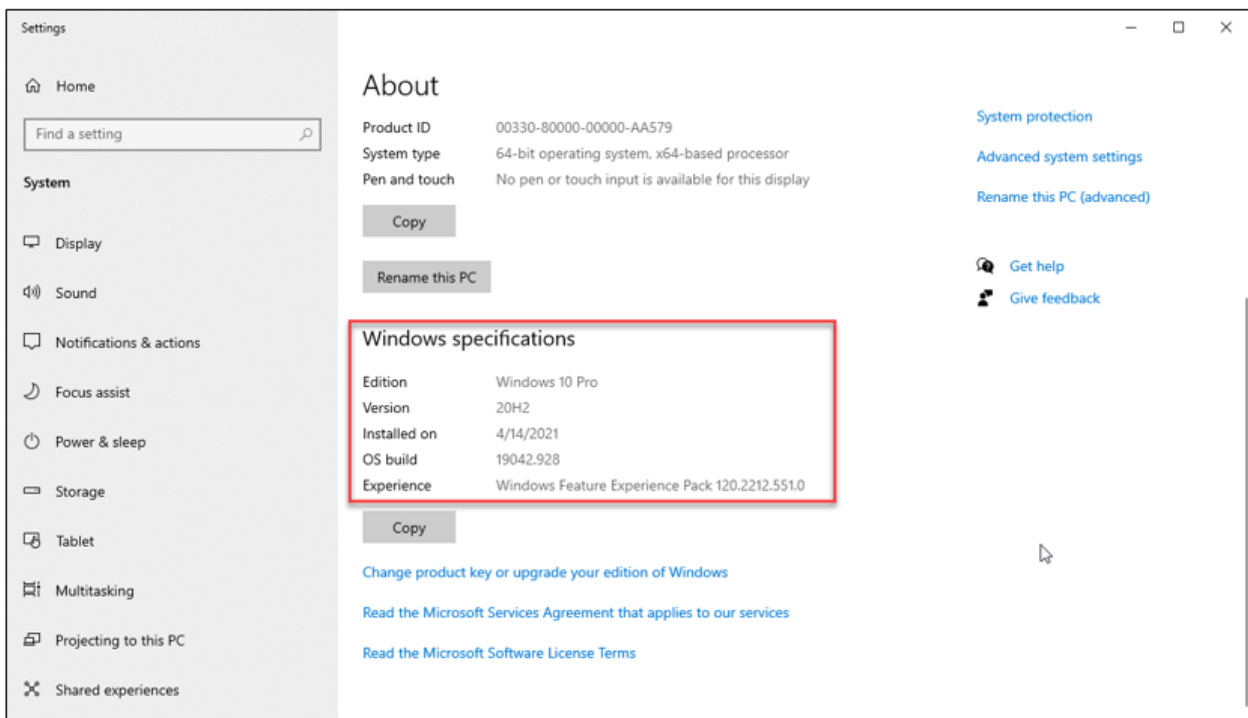 Settings
Home
Find a setting
System
Display
Sound
Notifications & actions
Focus assist
Power & sleep
Storage
Tablet
Multitasking
Projecting to this PC
Shared experiences
About
Product ID 00330-80000-00000-AA579
System type 64-bit operating system, x64-based processor
Pen and touch No pen or touch input is available for this display
Copy
Rename this PC
Windows specifications
Edition Windows 10 Pro
Version 20H2
Installed on 4/14/2021
OS build 19042.928
Experience Windows Feature Experience Pack 120.2212.551.0
Copy
Change product key or upgrade your edition of Windows
Read the Microsoft Services Agreement that applies to our services
Read the Microsoft Software License Terms
System protection
Advanced system settings
Rename this PC (advanced)
Get help
Give feedback